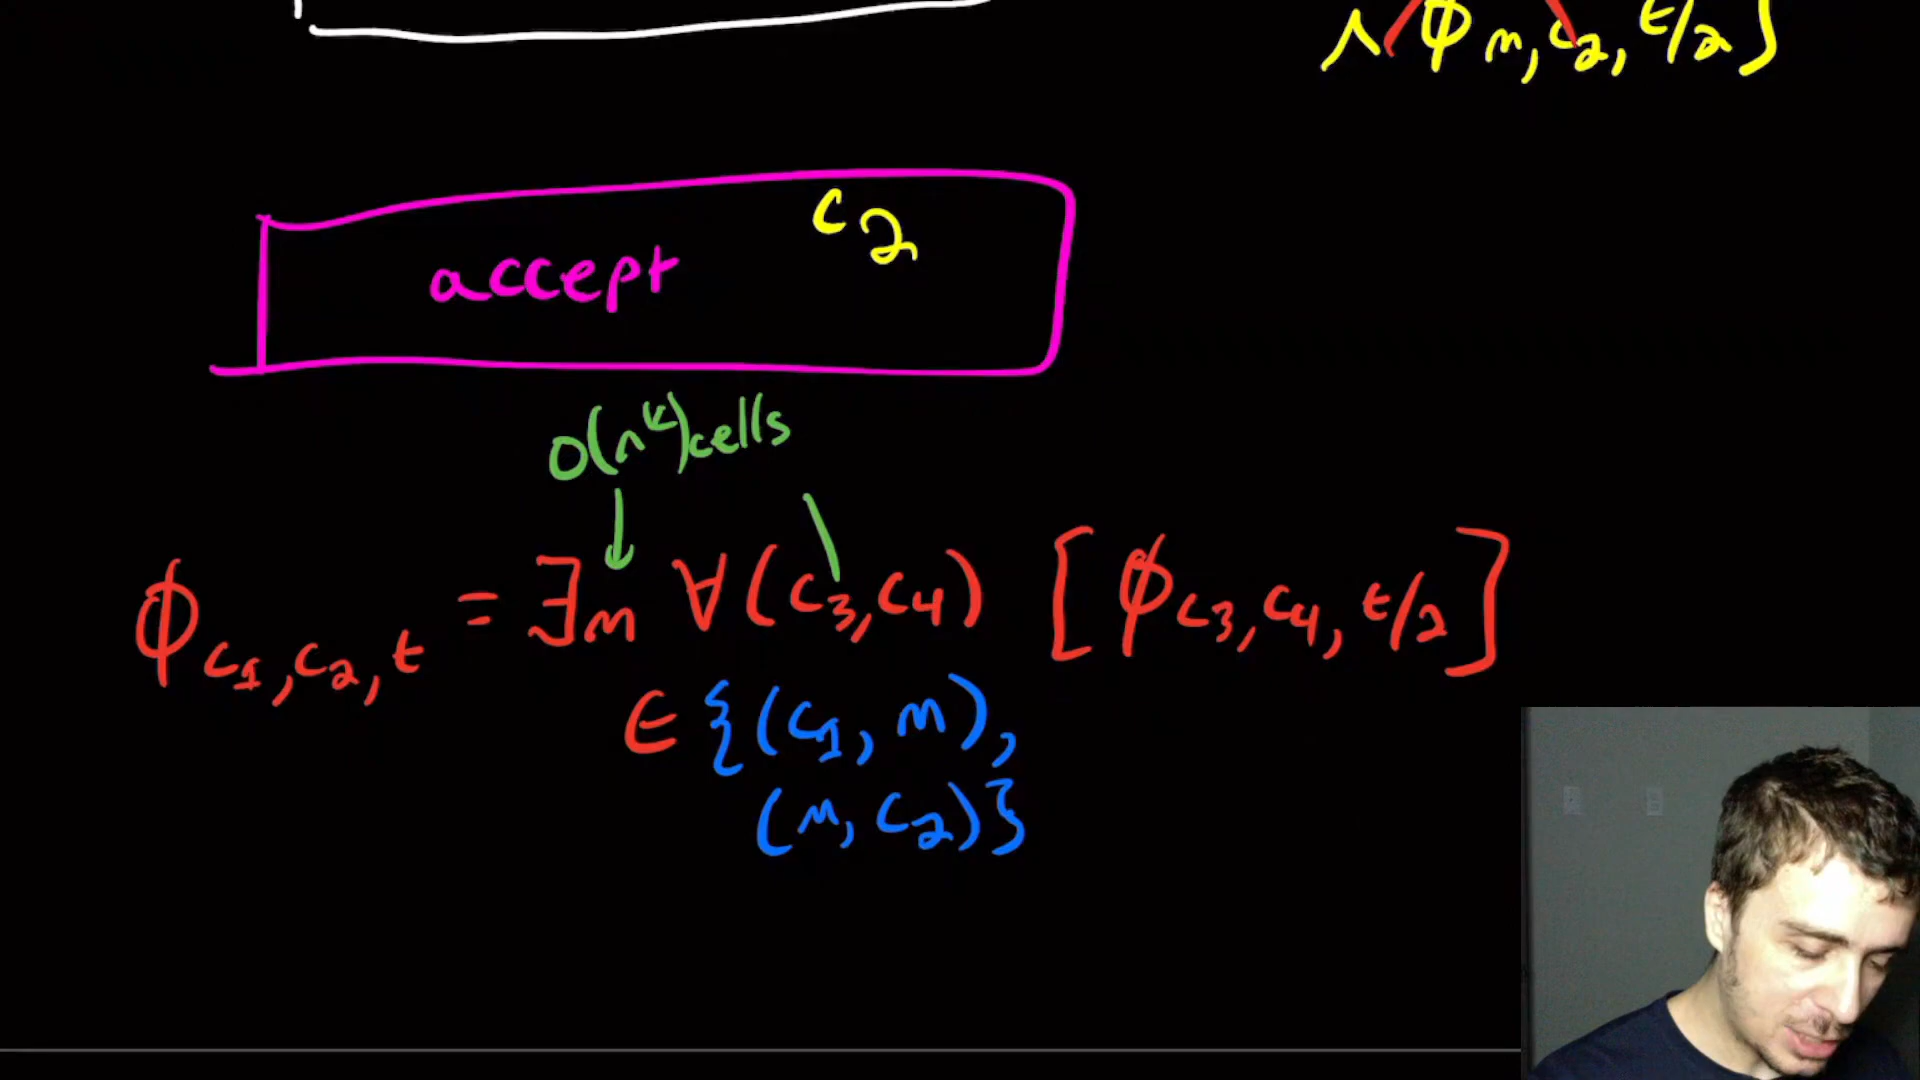 ∧ ϕ m, c₂, t/2 ]
c₂
accept
O(n^k) cells
ϕ c₁, c₂, t = ∃m ∀(c₃, c₄) [ϕ c₃, c₄, t/2]
∈ {(c₁, m),
(m, c₂)}